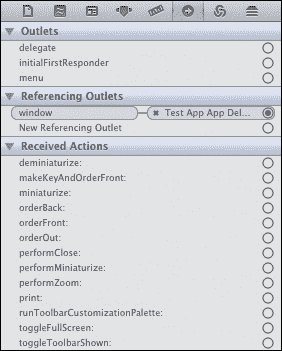 Outlets
delegate
initialFirstResponder
menu
Referencing Outlets
window Test App App Del...
New Referencing Outlet
Received Actions
deminiaturize:
makeKeyAndOrderFront:
miniaturize:
orderBack:
orderFront:
orderOut:
performClose:
performMiniaturize:
performZoom:
print:
runToolbarCustomizationPalette:
toggleFullScreen:
toggleToolbarShown: